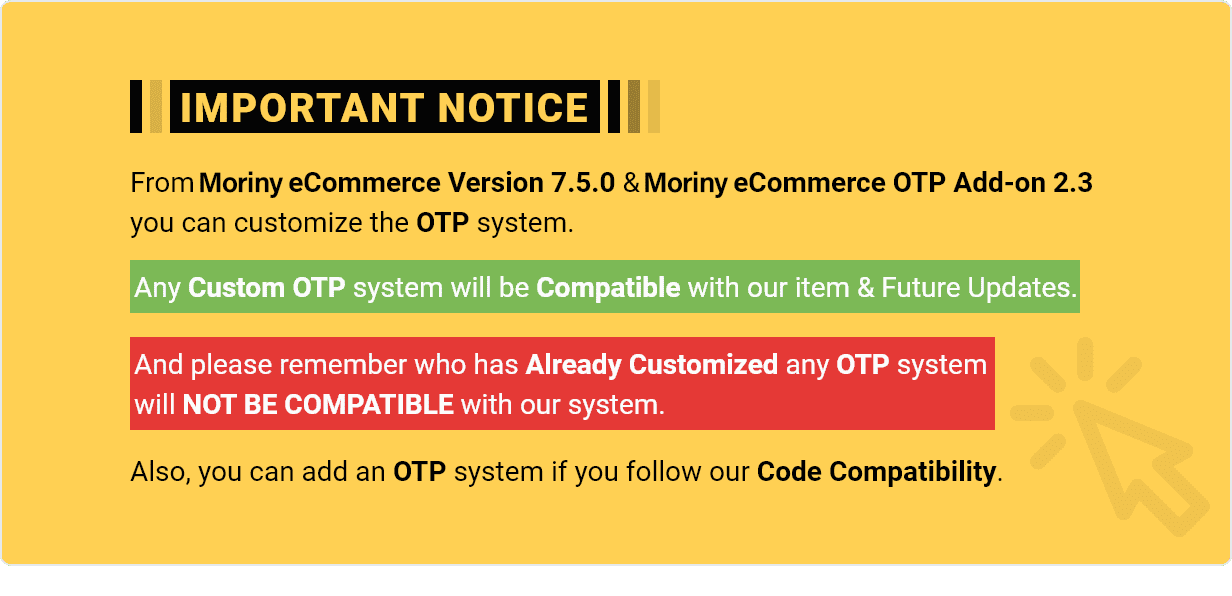 IMPORTANT NOTICE
From Moriny eCommerce Version 7.5.0 & Moriny eCommerce OTP Add-on 2.3
you can customize the OTP system.
Any Custom OTP system will be Compatible with our item & Future Updates.
And please remember who has Already Customized any OTP system
will NOT BE COMPATIBLE with our system.
Also, you can add an OTP system if you follow our Code Compatibility.